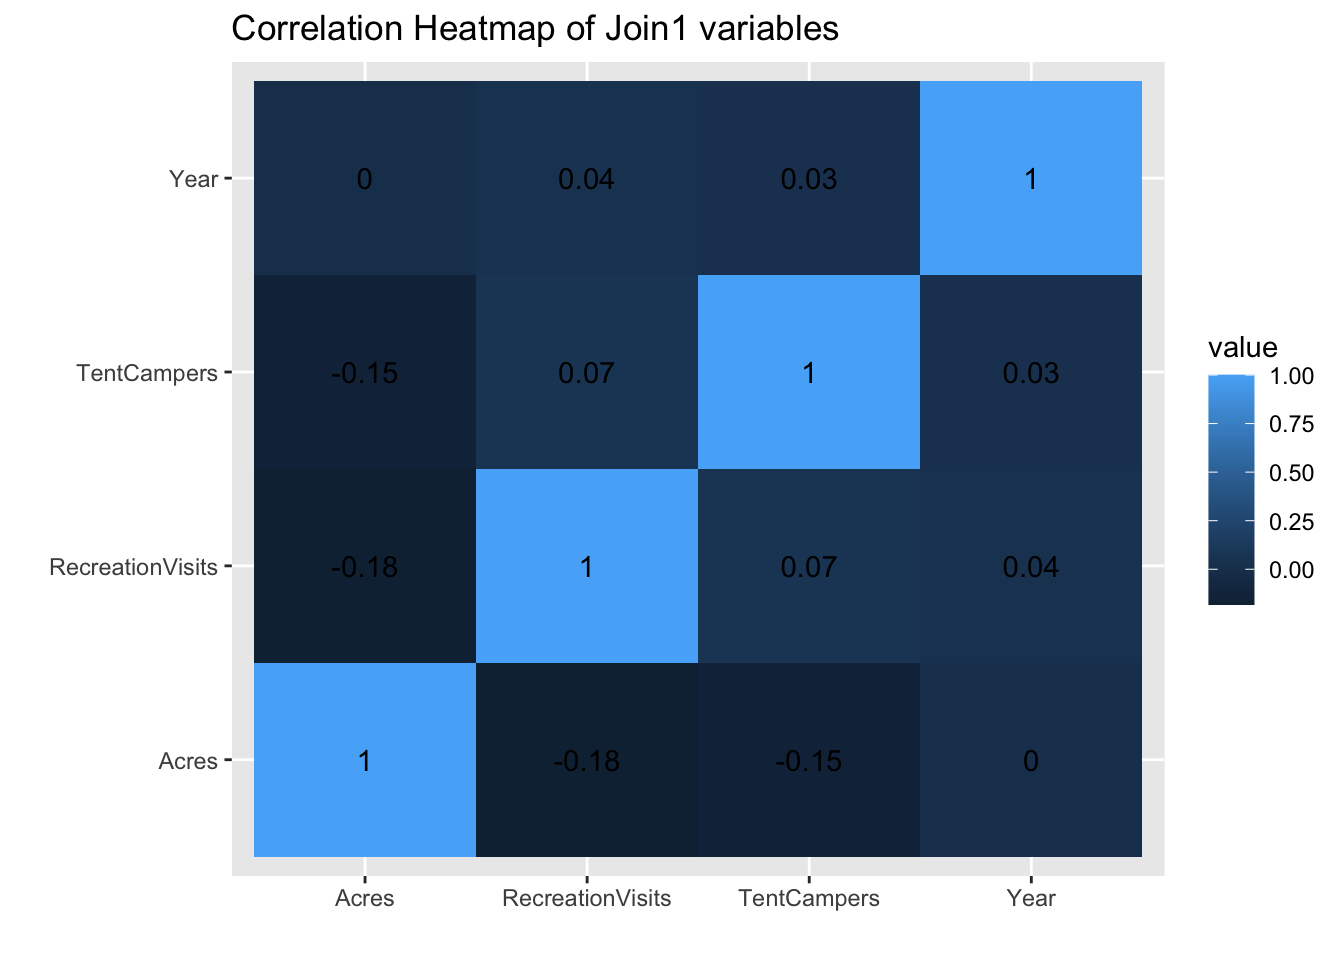 Correlation Heatmap of Join1 variables
Year
0 0.04 0.03 1
TentCampers
-0.15 0.07 1 0.03
RecreationVisits
-0.18 1 0.07 0.04
Acres
1 -0.18 -0.15 0
Acres RecreationVisits TentCampers Year
value
1.00
0.75
0.50
0.25
0.00